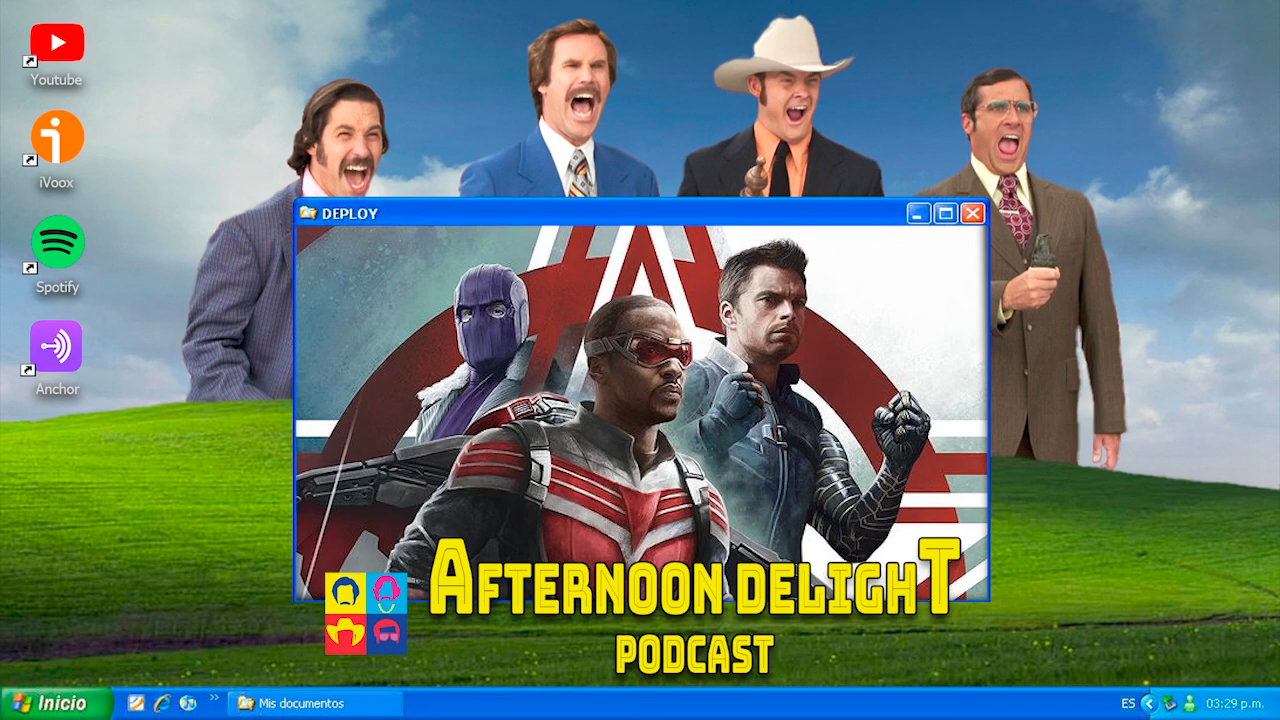 Youtube
iVoox
Spotify
Anchor
DEPLOY
AFTERNOON DELIGHT
PODCAST
Inicio
Mis documentos
ES
03:29 p.m.